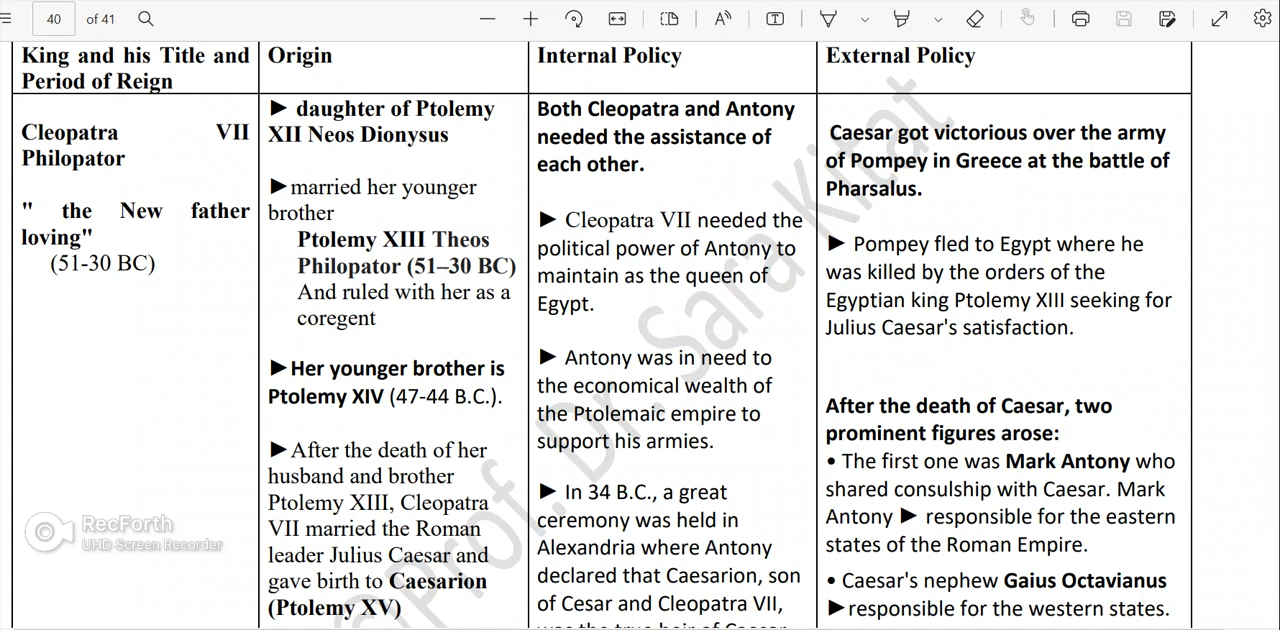 40 of 41
King and his Title and
Period of Reign
Origin
Internal Policy
External Policy
Cleopatra VII
Philopator
" the New father
loving"
(51-30 BC)
► daughter of Ptolemy
XII Neos Dionysus
►married her younger
brother
Ptolemy XIII Theos
Philopator (51–30 BC)
And ruled with her as a
coregent
►Her younger brother is
Ptolemy XIV (47-44 B.C.).
►After the death of her
husband and brother
Ptolemy XIII, Cleopatra
VII married the Roman
leader Julius Caesar and
gave birth to Caesarion
(Ptolemy XV)
Both Cleopatra and Antony
needed the assistance of
each other.
► Cleopatra VII needed the
political power of Antony to
maintain as the queen of
Egypt.
► Antony was in need to
the economical wealth of
the Ptolemaic empire to
support his armies.
► In 34 B.C., a great
ceremony was held in
Alexandria where Antony
declared that Caesarion, son
of Cesar and Cleopatra VII,
was the true heir of Caesar
Caesar got victorious over the army
of Pompey in Greece at the battle of
Pharsalus.
► Pompey fled to Egypt where he
was killed by the orders of the
Egyptian king Ptolemy XIII seeking for
Julius Caesar's satisfaction.
After the death of Caesar, two
prominent figures arose:
• The first one was Mark Antony who
shared consulship with Caesar. Mark
Antony ► responsible for the eastern
states of the Roman Empire.
• Caesar's nephew Gaius Octavianus
►responsible for the western states.
©Prof. Dr. Sara Kitat
RecForth
UHD Screen Recorder